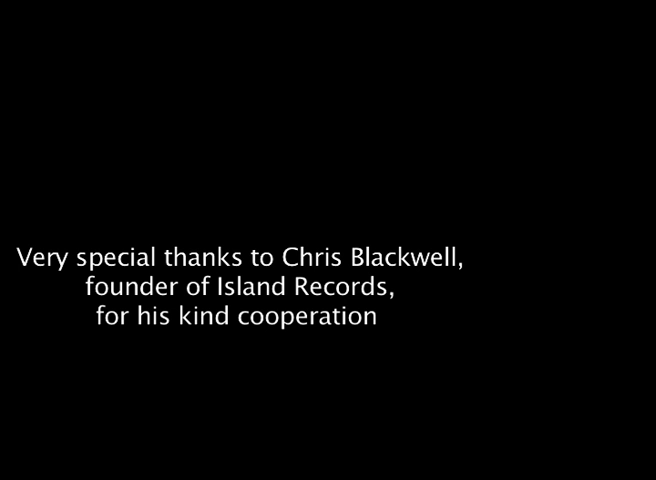 Very special thanks to Chris Blackwell,
founder of Island Records,
for his kind cooperation